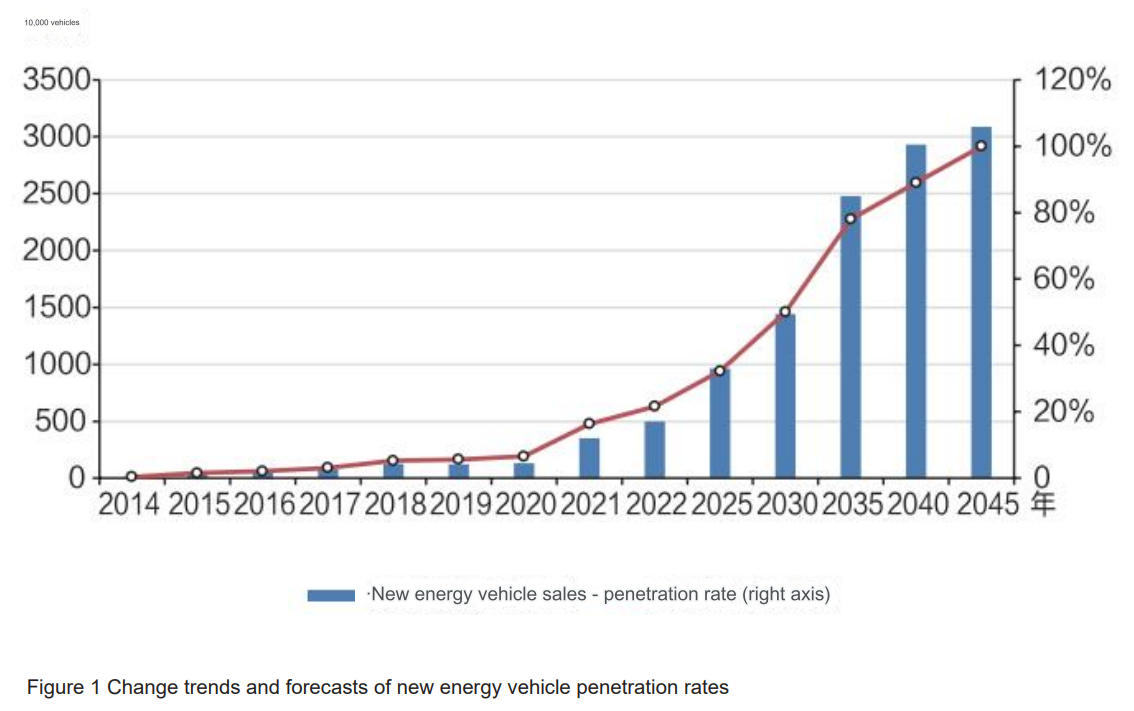 10,000 vehicles
3500 120%
3000 100%
2500 80%
2000 60%
1500 40%
1000 20%
500
0 0
2014 2015 2016 2017 2018 2019 2020 2021 2022 2025 2030 2035 2040 2045 年
·New energy vehicle sales - penetration rate (right axis)
Figure 1 Change trends and forecasts of new energy vehicle penetration rates